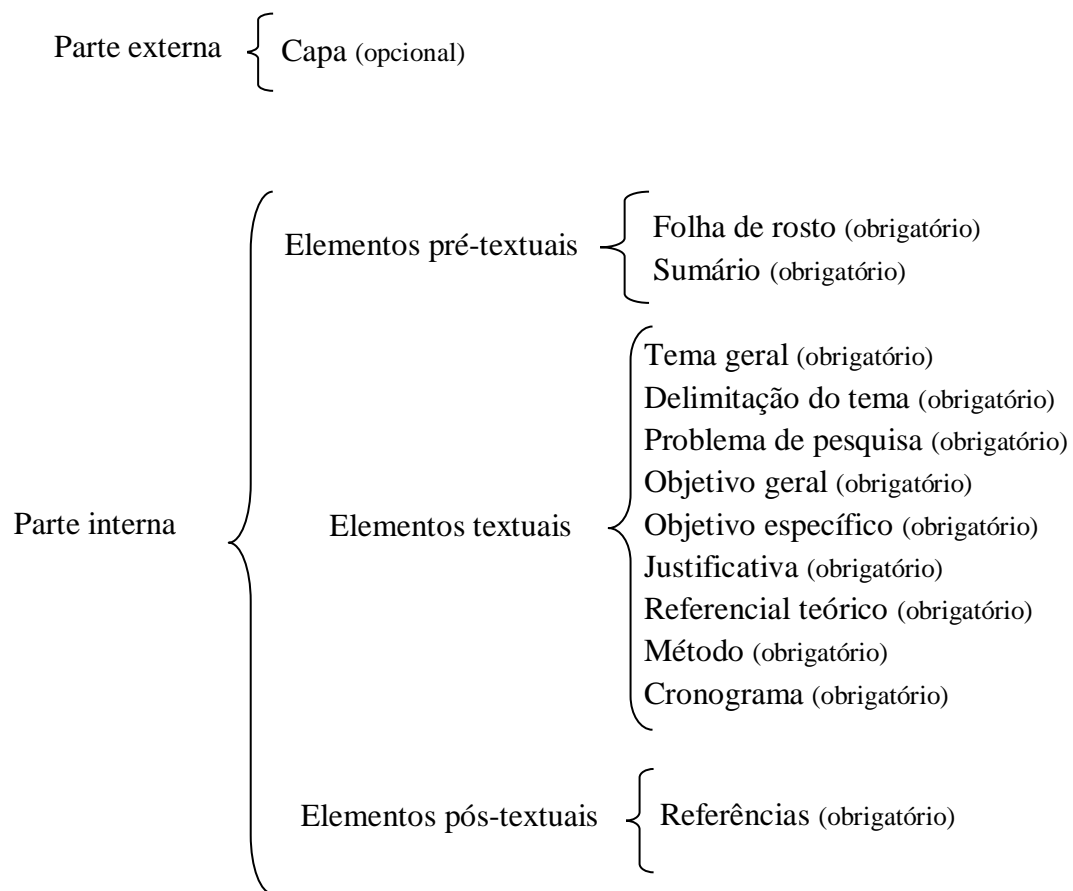 Parte externa
Capa (opcional)
Parte interna
Elementos pré-textuais
Folha de rosto (obrigatório)
Sumário (obrigatório)
Elementos textuais
Tema geral (obrigatório)
Delimitação do tema (obrigatório)
Problema de pesquisa (obrigatório)
Objetivo geral (obrigatório)
Objetivo específico (obrigatório)
Justificativa (obrigatório)
Referencial teórico (obrigatório)
Método (obrigatório)
Cronograma (obrigatório)
Elementos pós-textuais
Referências (obrigatório)